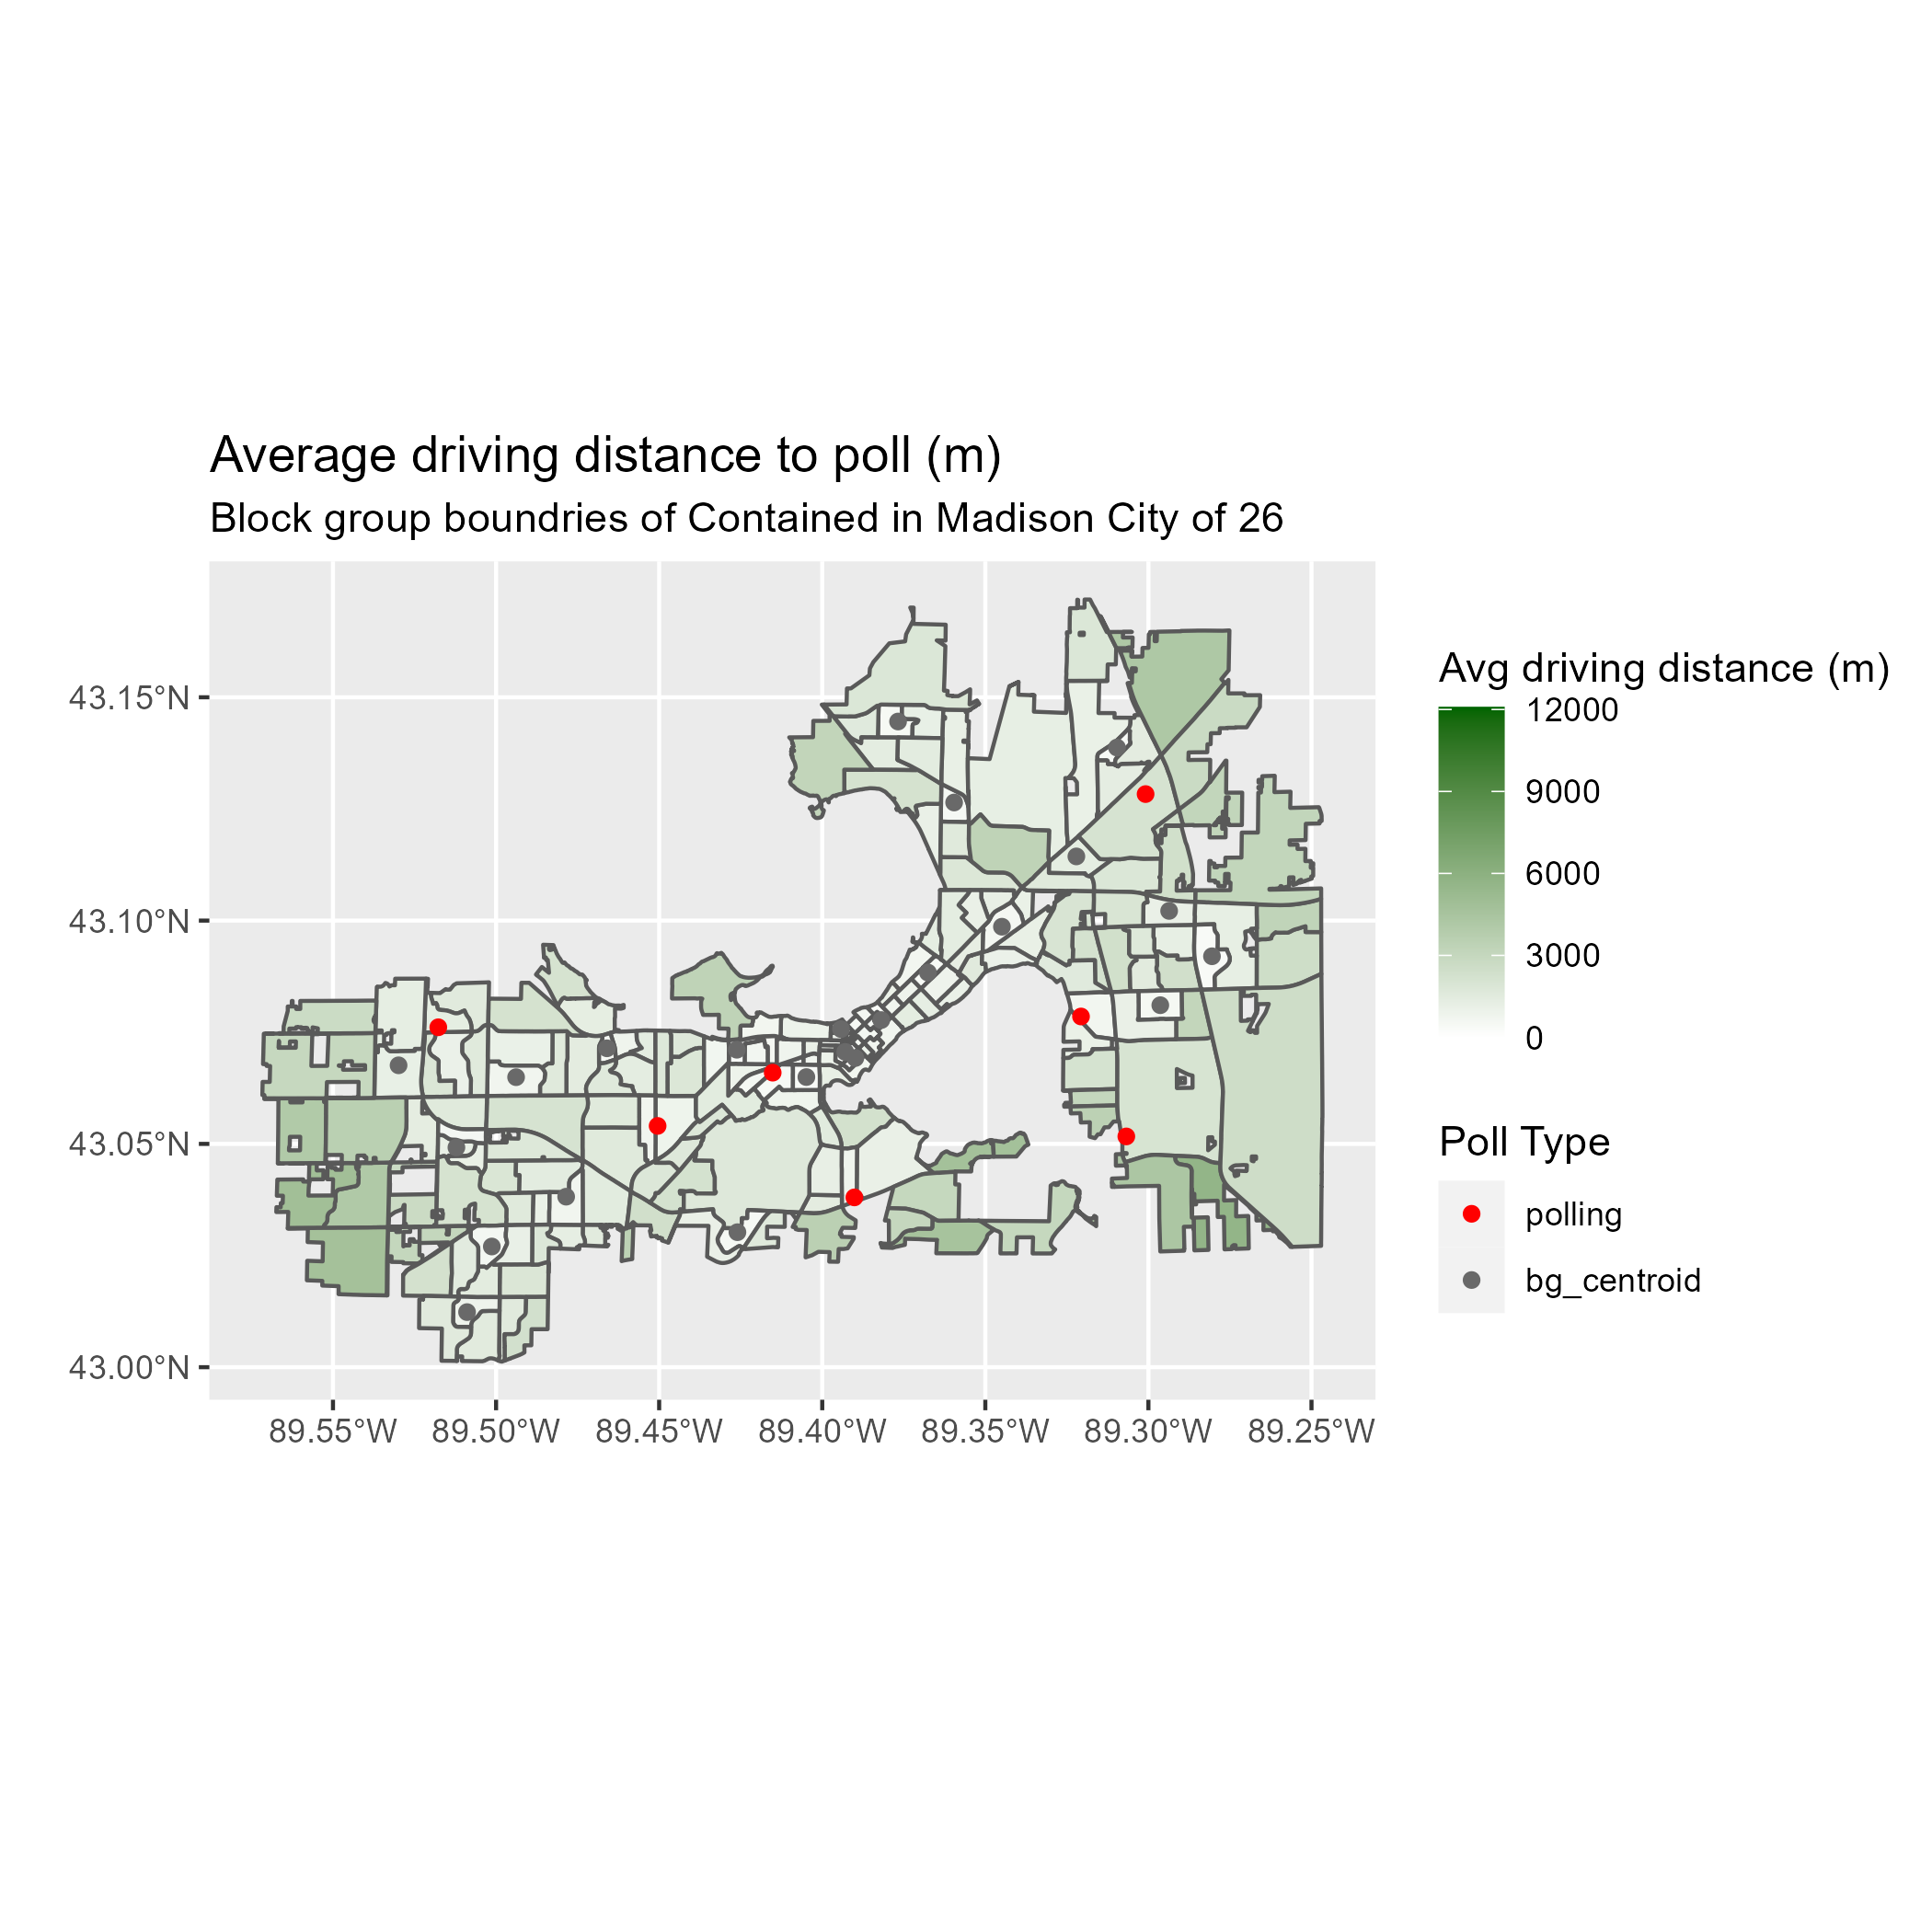 Average driving distance to poll (m)
Block group boundries of Contained in Madison City of 26
43.15°N
43.10°N
43.05°N
43.00°N
89.55°W
89.50°W
89.45°W
89.40°W
89.35°W
89.30°W
89.25°W
Avg driving distance (m)
12000
9000
6000
3000
0
Poll Type
polling
bg_centroid